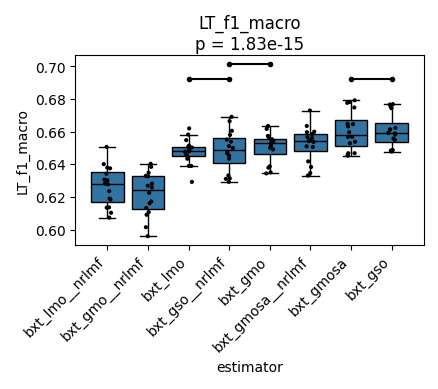 LT_f1_macro
p = 1.83e-15
LT_f1_macro
0.70
0.68
0.66
0.64
0.62
0.60
bxt_lmo__nrlmf
bxt_gmo__nrlmf
bxt_lmo
bxt_gso__nrlmf
bxt_gmo
bxt_gmosa__nrlmf
bxt_gmosa
bxt_gso
estimator